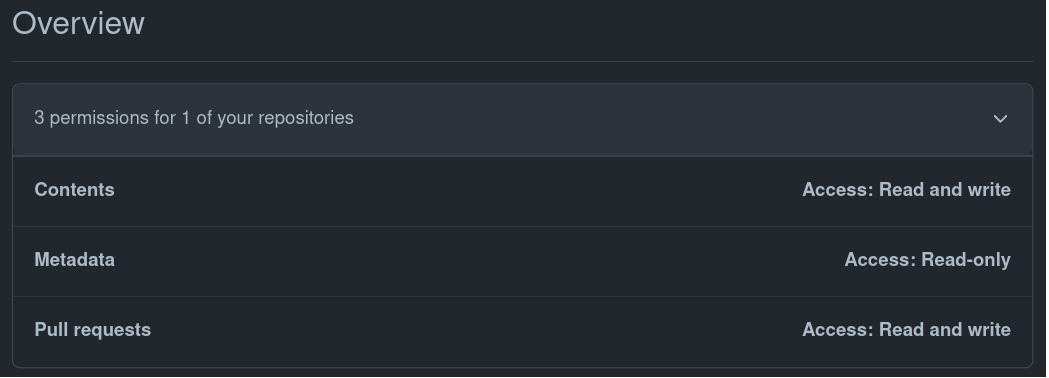 Overview
3 permissions for 1 of your repositories
Contents Access: Read and write
Metadata Access: Read-only
Pull requests Access: Read and write